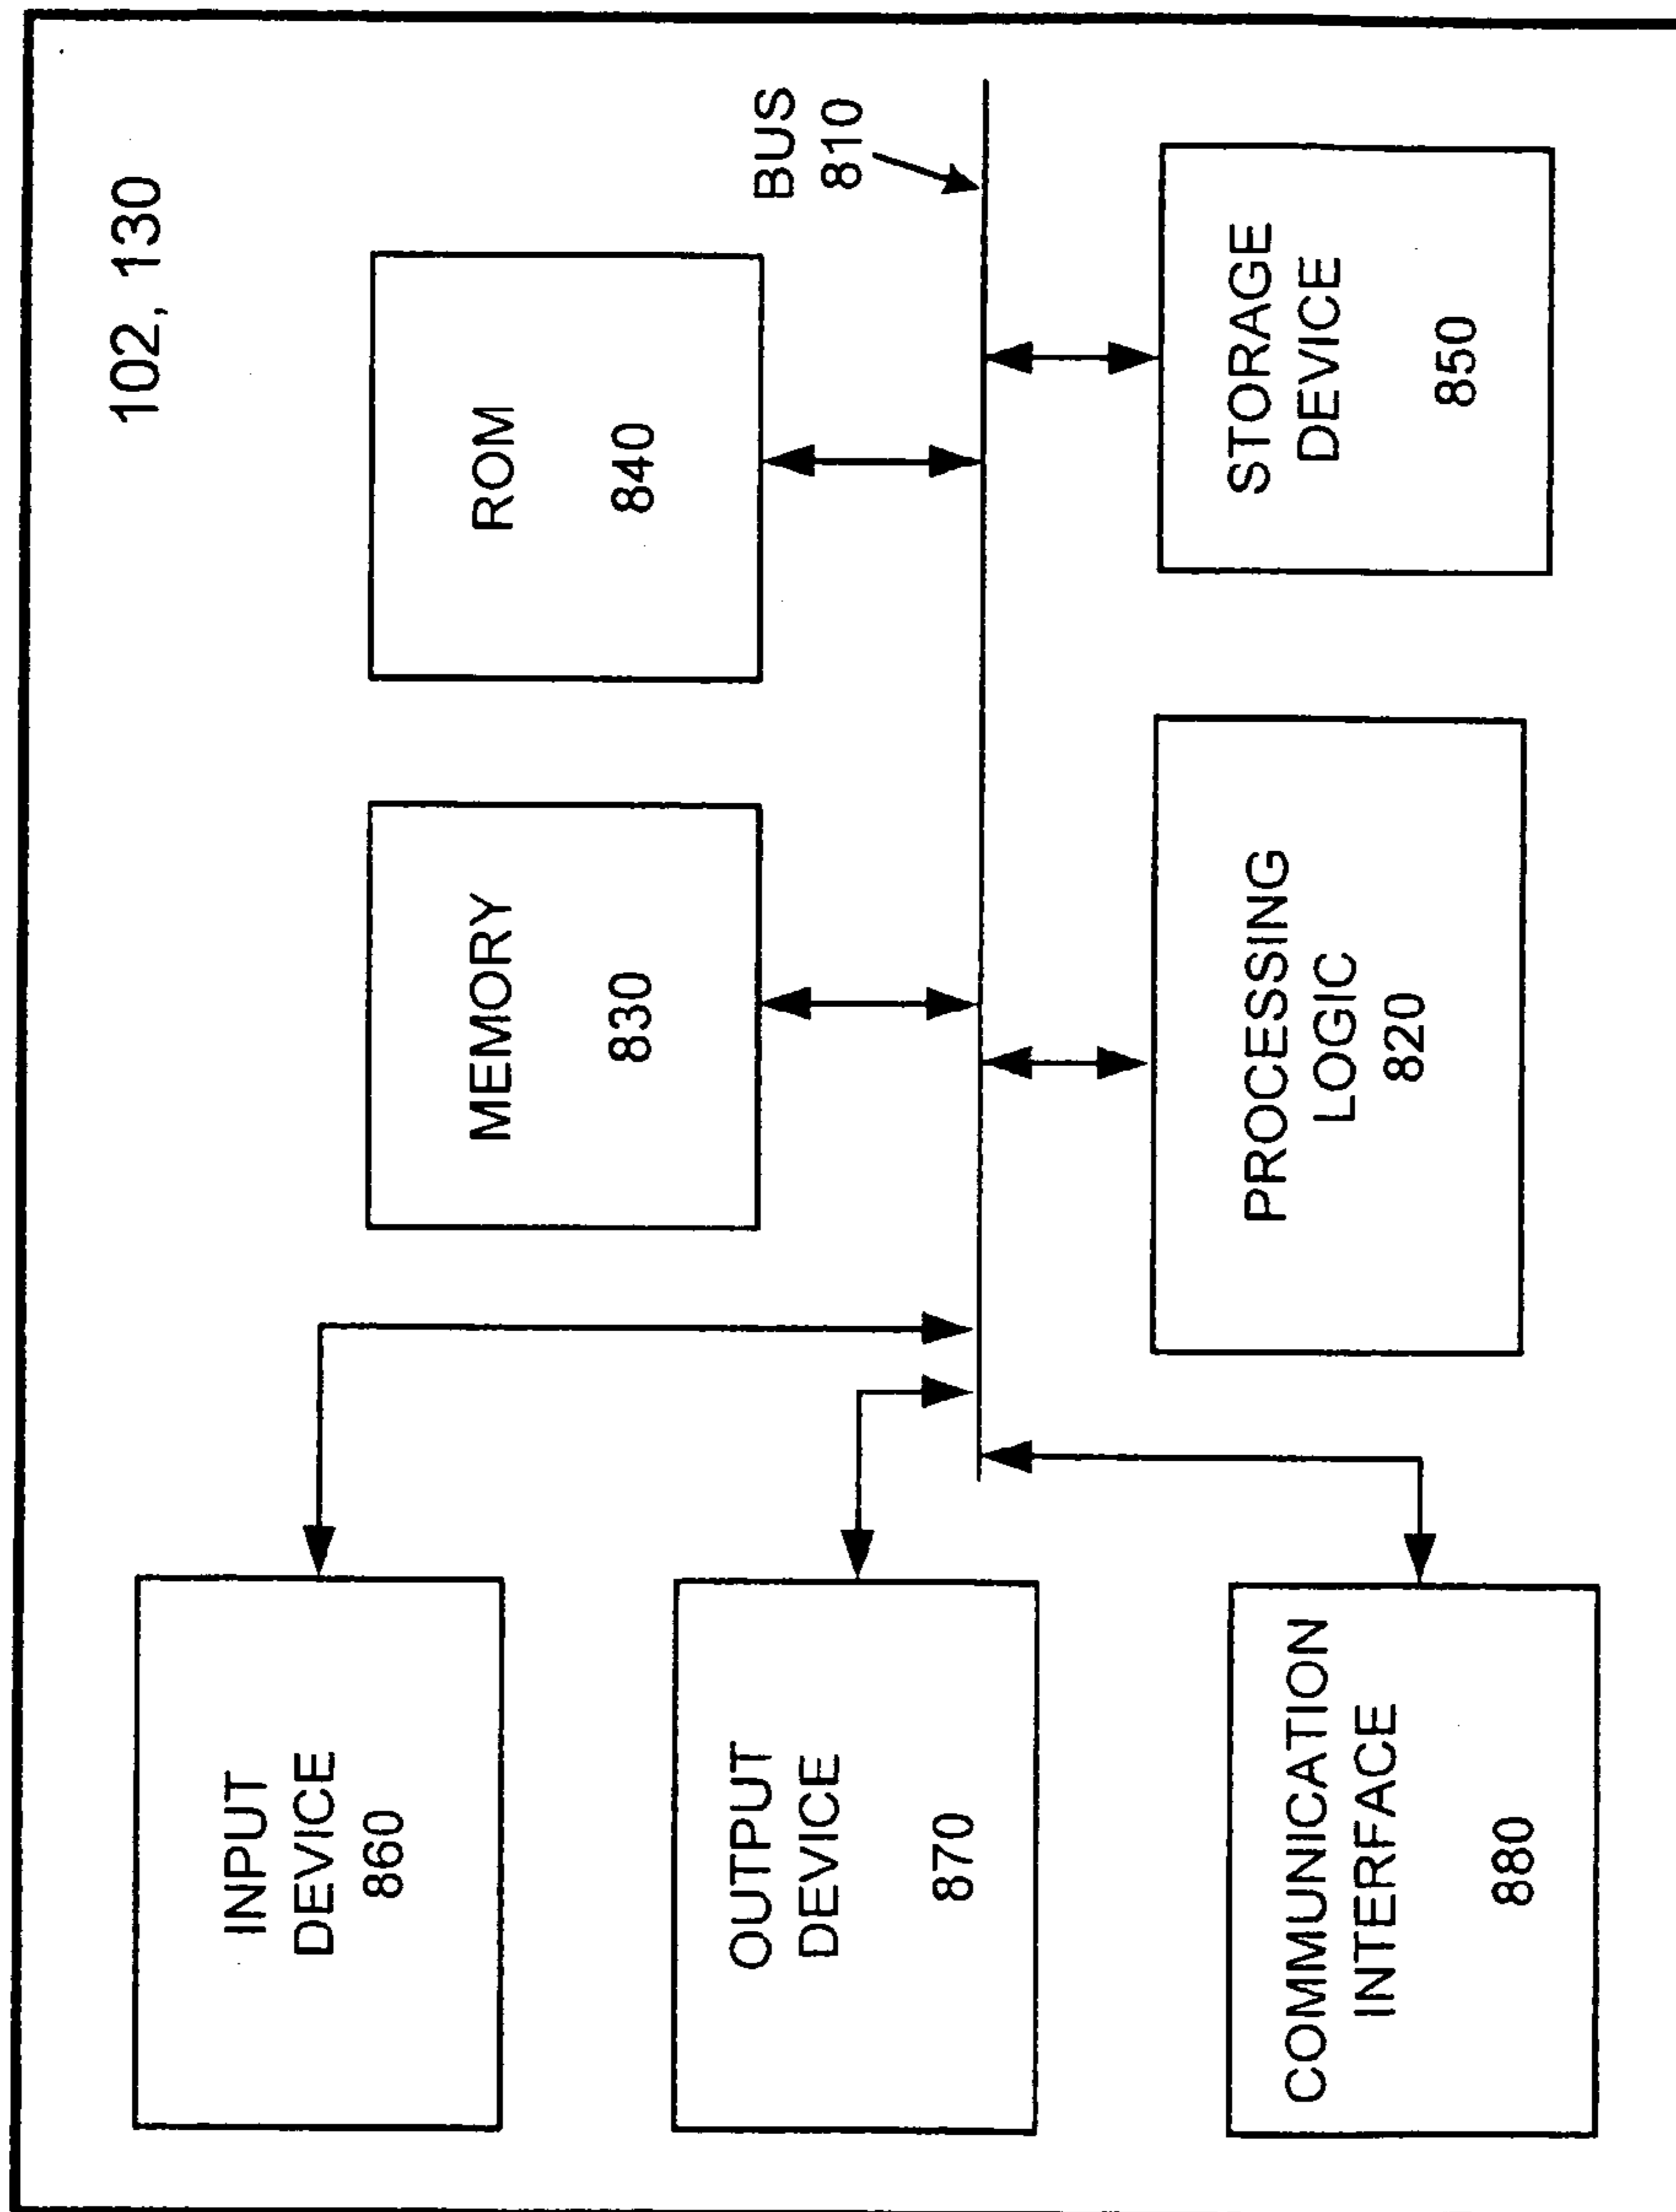 102, 130
INPUT
DEVICE
860
MEMORY
830
ROM
840
OUTPUT
DEVICE
870
BUS
810
COMMUNICATION
INTERFACE
880
PROCESSING
LOGIC
820
STORAGE
DEVICE
850